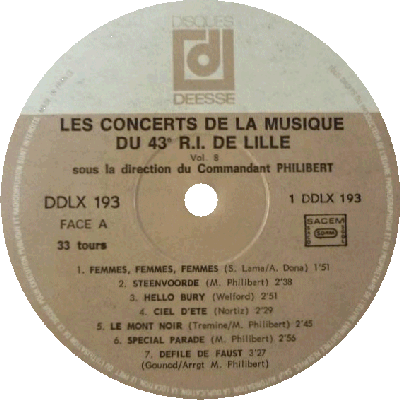 DISQUES
DEESSE
LES CONCERTS DE LA MUSIQUE
DU 43e R.I. DE LILLE
Vol. 8
sous la direction du Commandant PHILIBERT
DDLX 193
1 DDLX 193
FACE A
SACEM
33 tours
1. FEMMES, FEMMES, FEMMES (S. Lama/A. Dona) 1'51
2. STEENVOORDE (M. Philibert) 2'38
3. HELLO BURY (Welford) 2'51
4. CIEL D'ETE (Nortiz) 2'29
5. LE MONT NOIR (Tramine/M. Philibert) 2'45
6. SPECIAL PARADE (M. Philibert) 2'56
7. DEFILE DE FAUST 3'27
(Gounod/Arrgt M. Philibert)